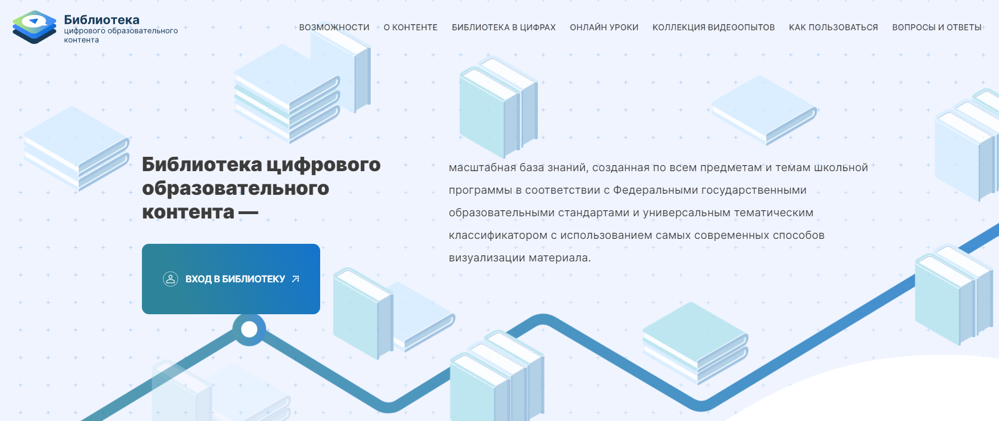 Библиотека
цифрового образовательного
контента
ВОЗМОЖНОСТИ О КОНТЕНТЕ БИБЛИОТЕКА В ЦИФРАХ ОНЛАЙН УРОКИ КОЛЛЕКЦИЯ ВИДЕООПЫТОВ КАК ПОЛЬЗОВАТЬСЯ ВОПРОСЫ И ОТВЕТЫ
Библиотека цифрового
образовательного
контента —
ВХОД В БИБЛИОТЕКУ
масштабная база знаний, созданная по всем предметам и темам школьной
программы в соответствии с Федеральными государственными
образовательными стандартами и универсальным тематическим
классификатором с использованием самых современных способов
визуализации материала.